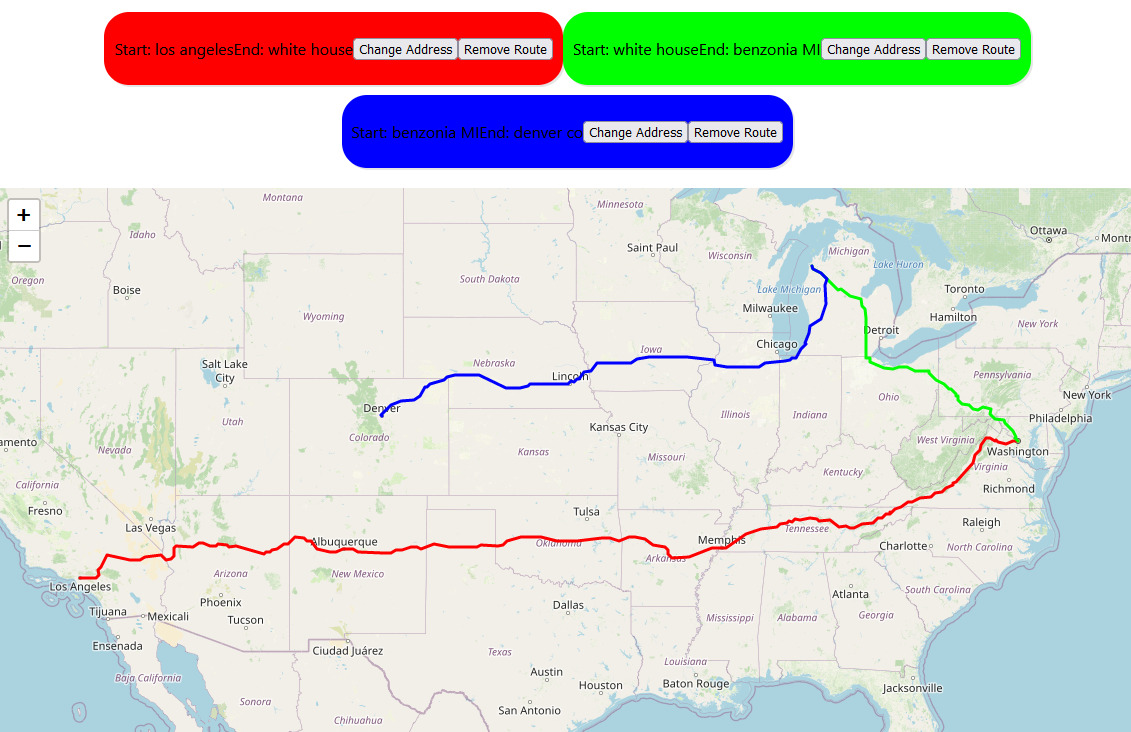 Start: los angelesEnd: white house Change Address Remove Route
Start: white houseEnd: benzonia MI Change Address Remove Route
Start: benzonia MIEnd: denver co Change Address Remove Route
+
−
Montana
Minnesota
Ottawa
Montr
Idaho
Saint Paul
Wisconsin
Michigan
Lake Huron
Oregon
South Dakota
Boise
Lake Michigan
Toronto
Milwaukee
Hamilton
Wyoming
New York
Detroit
Chicago
Iowa
Salt Lake
City
Nebraska
Lincoln
Pennsylvania
New York
Denver
Ohio
Philadelphia
Utah
Illinois
Indiana
Kansas City
Colorado
amento
West Virginia
Nevada
Kansas
Missouri
Washington
Kentucky
Virginia
California
Richmond
Fresno
Tulsa
Las Vegas
Raleigh
Tennessee
Albuquerque
Oklahoma
Memphis
Charlotte
North Carolina
Arkansas
Arizona
New Mexico
Los Angeles
South Carolina
Atlanta
Phoenix
Dallas
Tijuana
Mexicali
Tucson
Mississippi
Alabama
Georgia
Ensenada
Ciudad Juárez
Texas
Louisiana
Baja California
Austin
Houston
Baton Rouge
Jacksonville
Sonora
San Antonio
Chihuahua